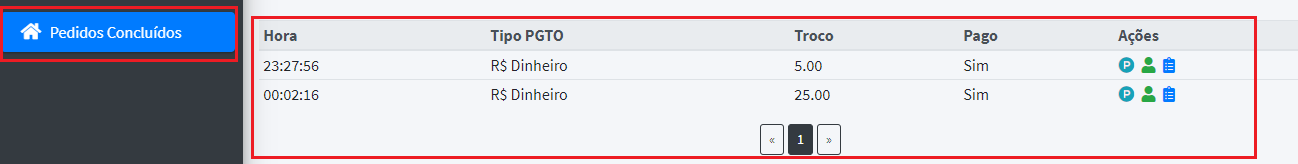 Pedidos Concluídos
Hora Tipo PGTO Troco Pago Ações
23:27:56 R$ Dinheiro 5.00 Sim P
00:02:16 R$ Dinheiro 25.00 Sim P
« 1 »